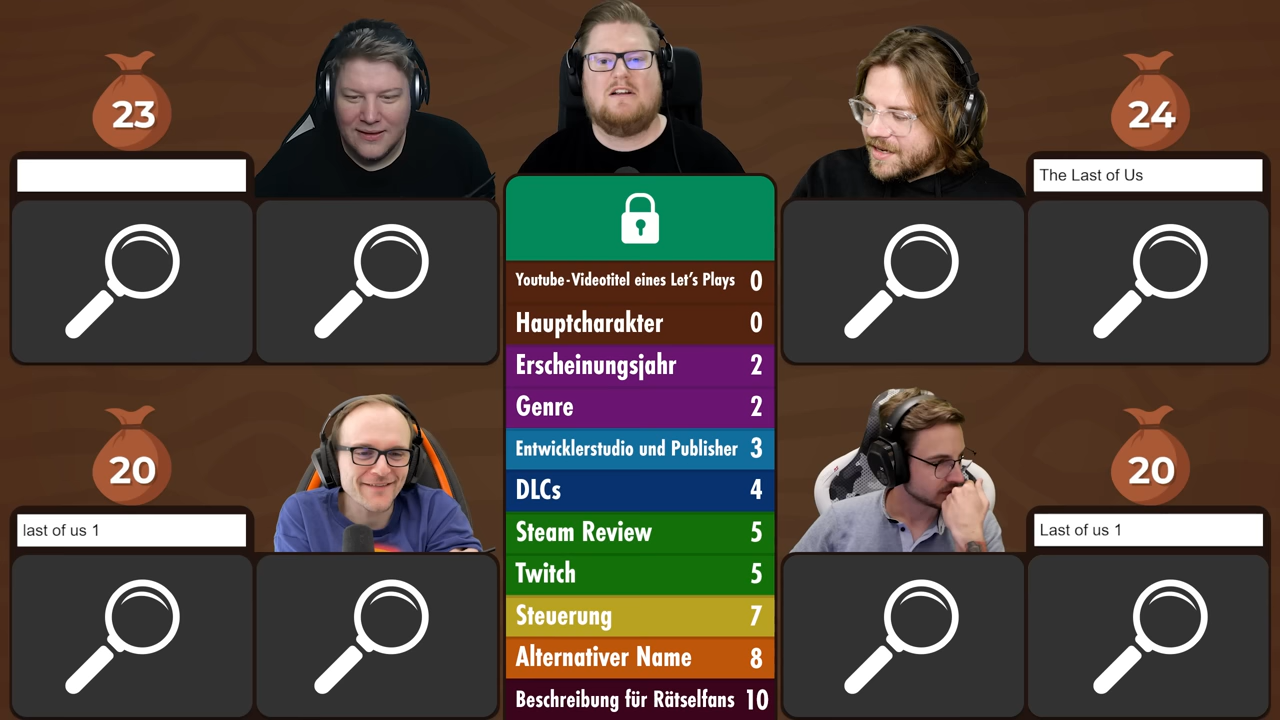 23
24
The Last of Us
Youtube-Videotitel eines Let's Plays 0
Hauptcharakter 0
Erscheinungsjahr 2
Genre 2
Entwicklerstudio und Publisher 3
DLCs 4
Steam Review 5
Twitch 5
Steuerung 7
Alternativer Name 8
Beschreibung für Rätselfans 10
20
last of us 1
20
Last of us 1